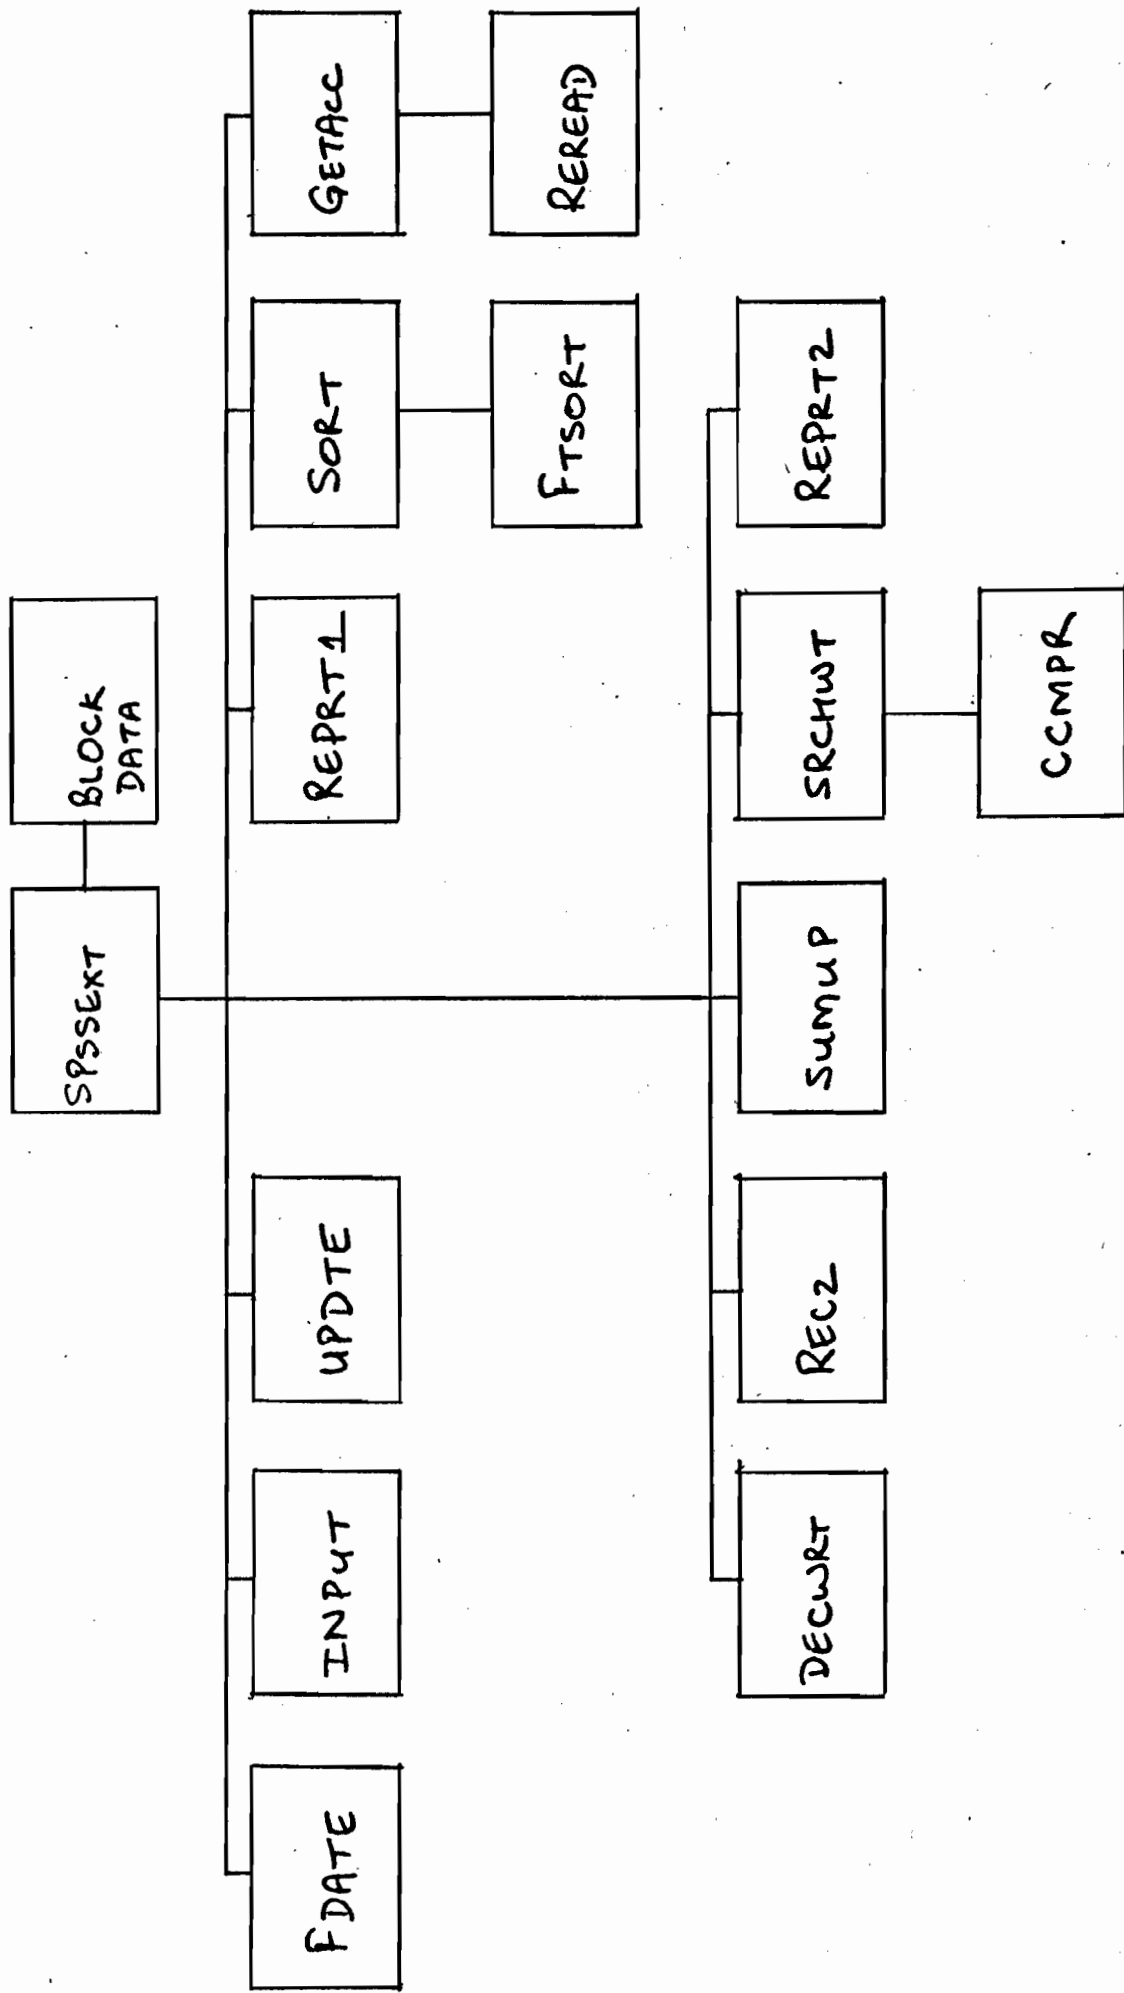 SPSSEXT
BLOCK
DATA
FDATE
INPUT
UPDTE
REPRT1
SORT
GETACC
FTSORT
REREAD
DECWRT
REC2
SUMUP
SRCHWT
REPRT2
CCMPR